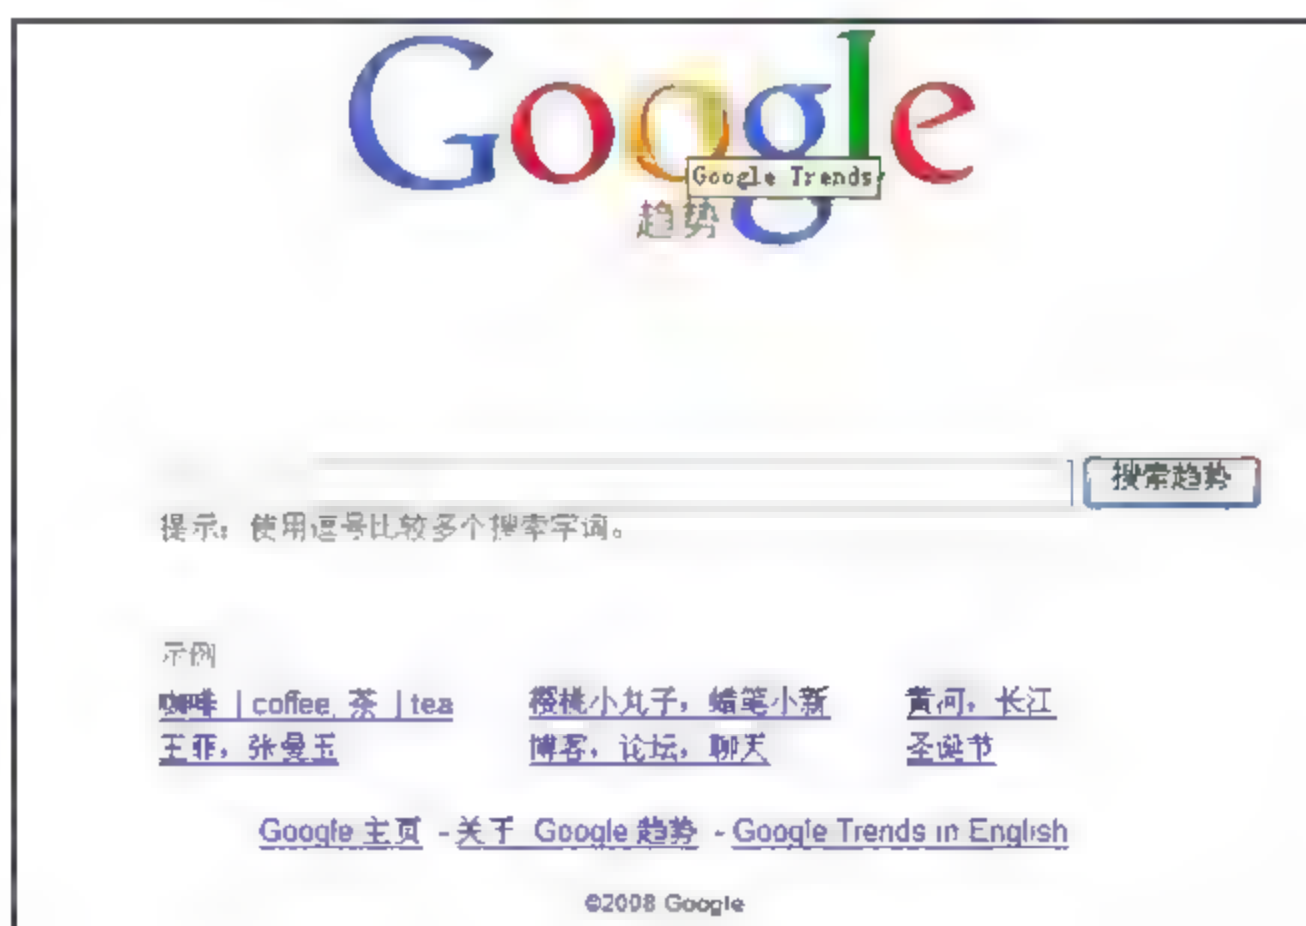 Google
Google Trends
趋势
搜索趋势
提示：使用逗号比较多个搜索字词。
示例
咖啡 | coffee, 茶 | tea
樱桃小丸子，蜡笔小新
黄河，长江
王菲，张曼玉
博客，论坛，聊天
圣诞节
Google 主页 - 关于 Google 趋势 - Google Trends in English
©2008 Google